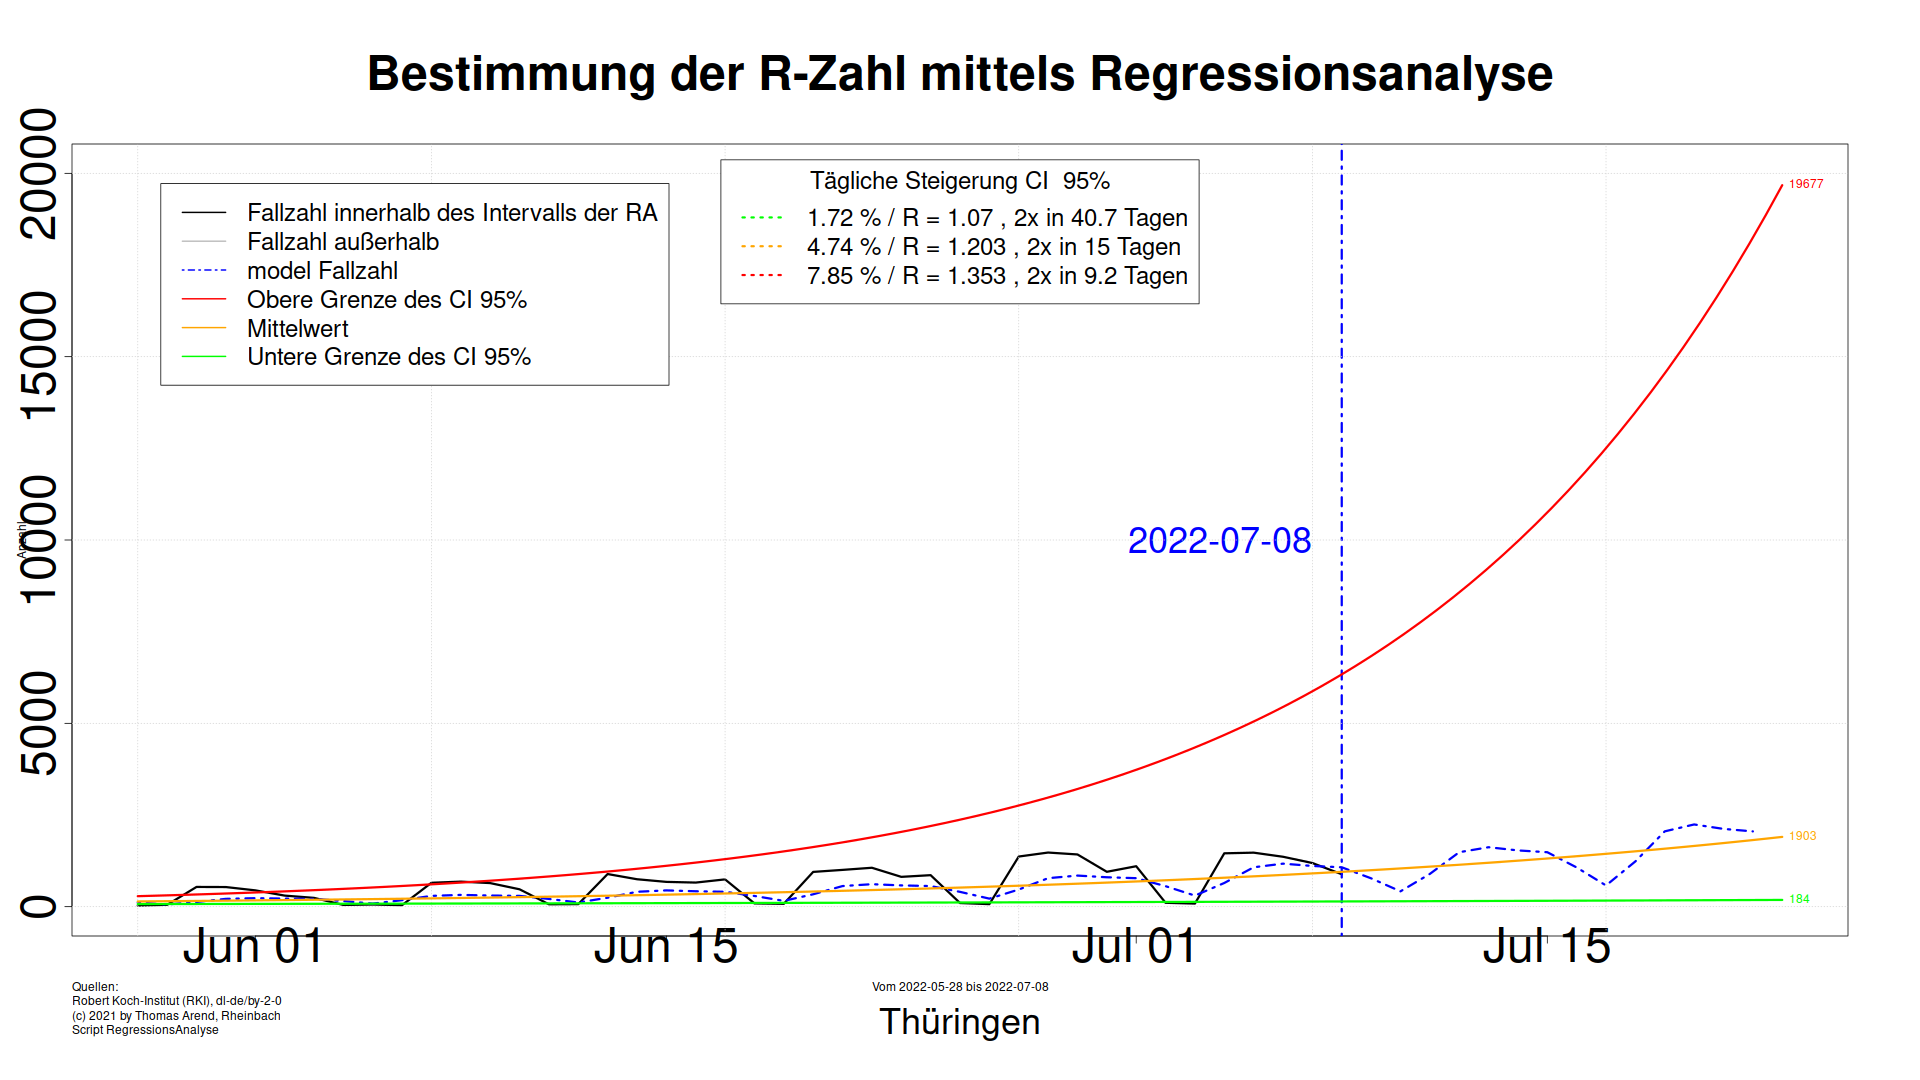 Bestimmung der R-Zahl mittels Regressionsanalyse
Anzahl
20000
15000
10000
5000
0
Fallzahl innerhalb des Intervalls der RA
Fallzahl außerhalb
model Fallzahl
Obere Grenze des CI 95%
Mittelwert
Untere Grenze des CI 95%
Tägliche Steigerung CI 95%
1.72 % / R = 1.07 , 2x in 40.7 Tagen
4.74 % / R = 1.203 , 2x in 15 Tagen
7.85 % / R = 1.353 , 2x in 9.2 Tagen
2022-07-08
19677
1903
184
Jun 01
Jun 15
Jul 01
Jul 15
Quellen:
Robert Koch-Institut (RKI), dl-de/by-2-0
(c) 2021 by Thomas Arend, Rheinbach
Script RegressionsAnalyse
Vom 2022-05-28 bis 2022-07-08
Thüringen